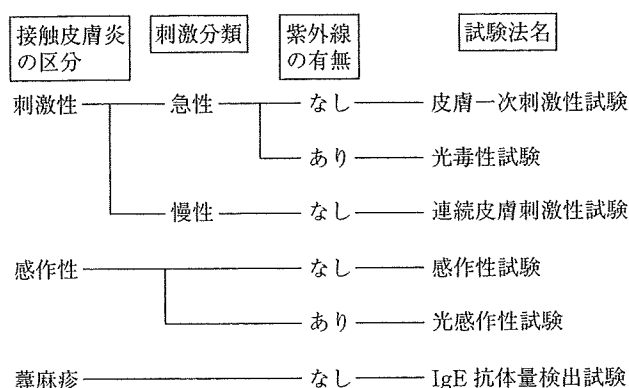 接触皮膚炎の区分 刺激分類 紫外線の有無 試験法名
刺激性 急性 なし 皮膚一次刺激性試験
あり 光毒性試験
慢性 なし 連続皮膚刺激性試験
感作性 なし 感作性試験
あり 光感作性試験
蕁麻疹 なし IgE 抗体量検出試験